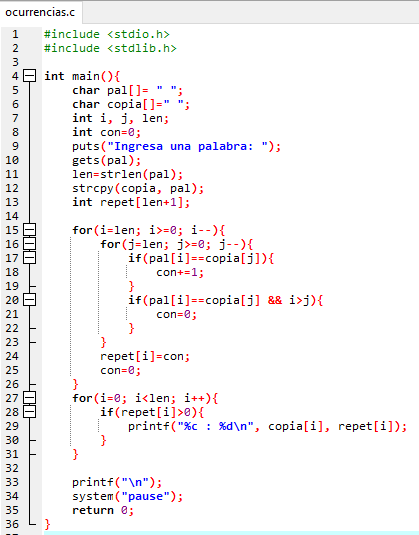 ocurrencias.c
1 #include <stdio.h>
2 #include <stdlib.h>
3
4 int main(){
5     char pal[]= " ";
6     char copia[]=" ";
7     int i, j, len;
8     int con=0;
9     puts("Ingresa una palabra: ");
10     gets(pal);
11     len=strlen(pal);
12     strcpy(copia, pal);
13     int repet[len+1];
14
15     for(i=len; i>=0; i--){
16         for(j=len; j>=0; j--){
17             if(pal[i]==copia[j]){
18                 con+=1;
19             }
20             if(pal[i]==copia[j] && i>j){
21                 con=0;
22             }
23         }
24         repet[i]=con;
25         con=0;
26     }
27     for(i=0; i<len; i++){
28         if(repet[i]>0){
29             printf("%c : %d\n", copia[i], repet[i]);
30         }
31     }
32
33     printf("\n");
34     system("pause");
35     return 0;
36 }